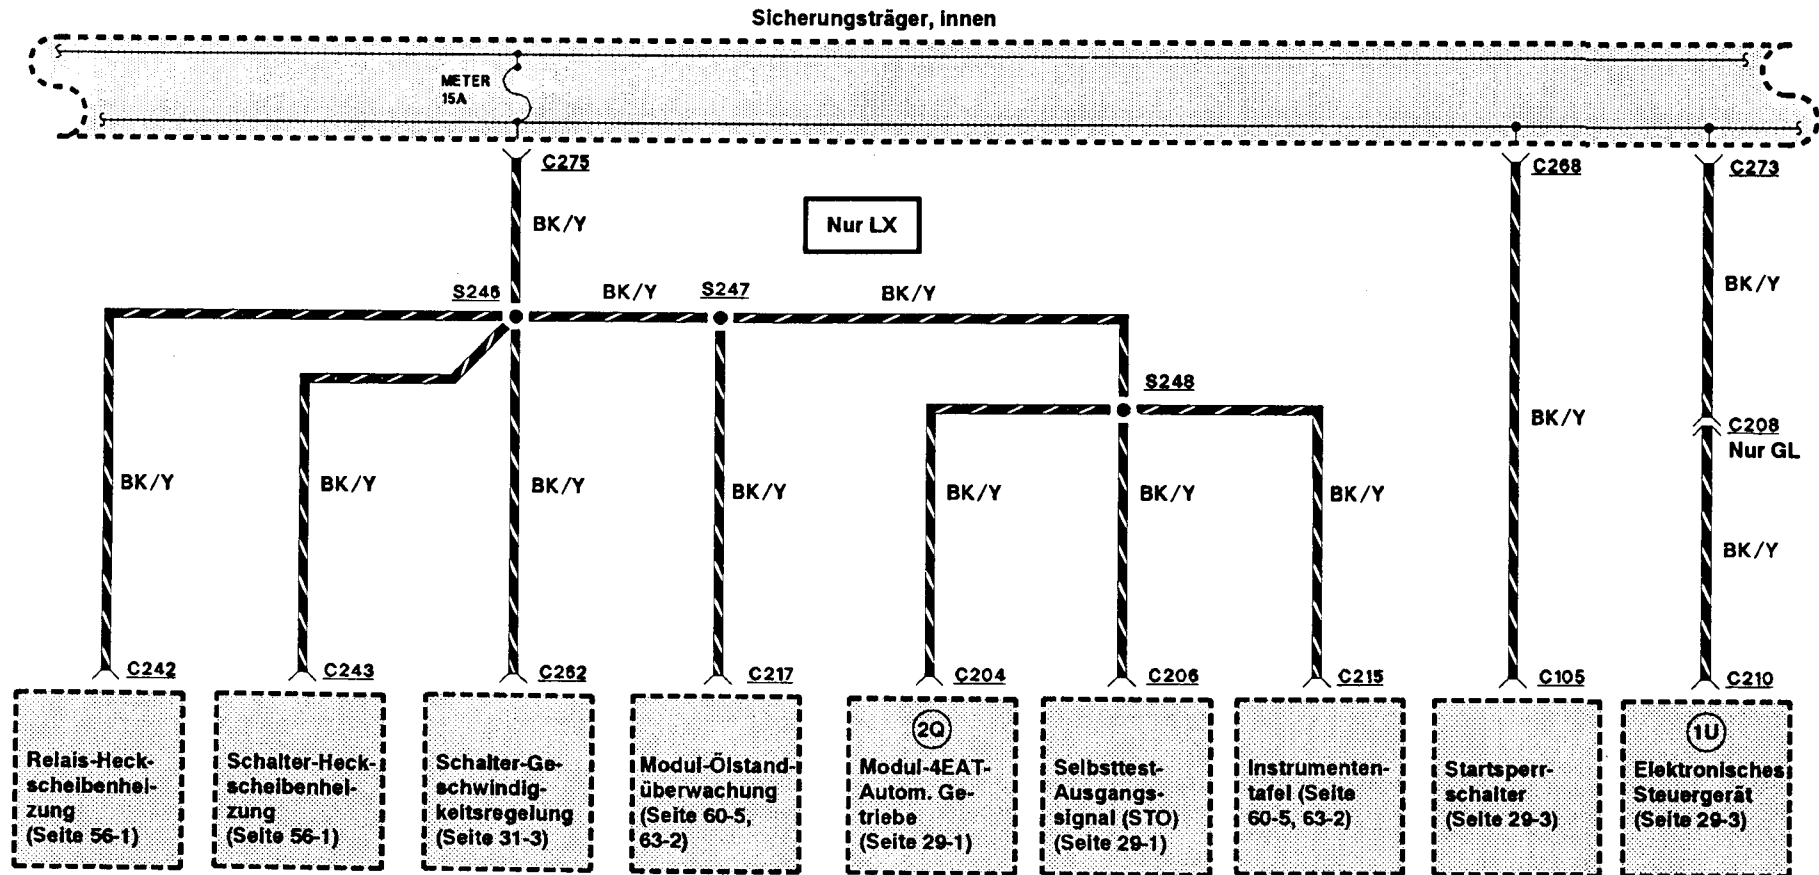 Sicherungsträger, innen
METER
15A
C275
C268
C273
BK/Y
Nur LX
BK/Y
S246
BK/Y
S247
BK/Y
S248
BK/Y
C208
Nur GL
BK/Y
BK/Y
BK/Y
BK/Y
BK/Y
BK/Y
BK/Y
BK/Y
C242
C243
C262
C217
C204
C206
C215
C105
C210
Relais-Heck-
scheibenhei-
zung
(Seite 56-1)
Schalter-Heck-
scheibenhei-
zung
(Seite 56-1)
Schalter-Ge-
schwindig-
keitsregelung
(Seite 31-3)
Modul-Ölstand-
überwachung
(Seite 60-5,
63-2)
2Q
Modul-4EAT-
Autom. Ge-
triebe
(Seite 29-1)
Selbsttest-
Ausgangs-
signal (STO)
(Seite 29-1)
Instrumenten-
tafel (Seite
60-5, 63-2)
Startsperr-
schalter
(Seite 29-3)
1U
Elektronisches
Steuergerät
(Seite 29-3)